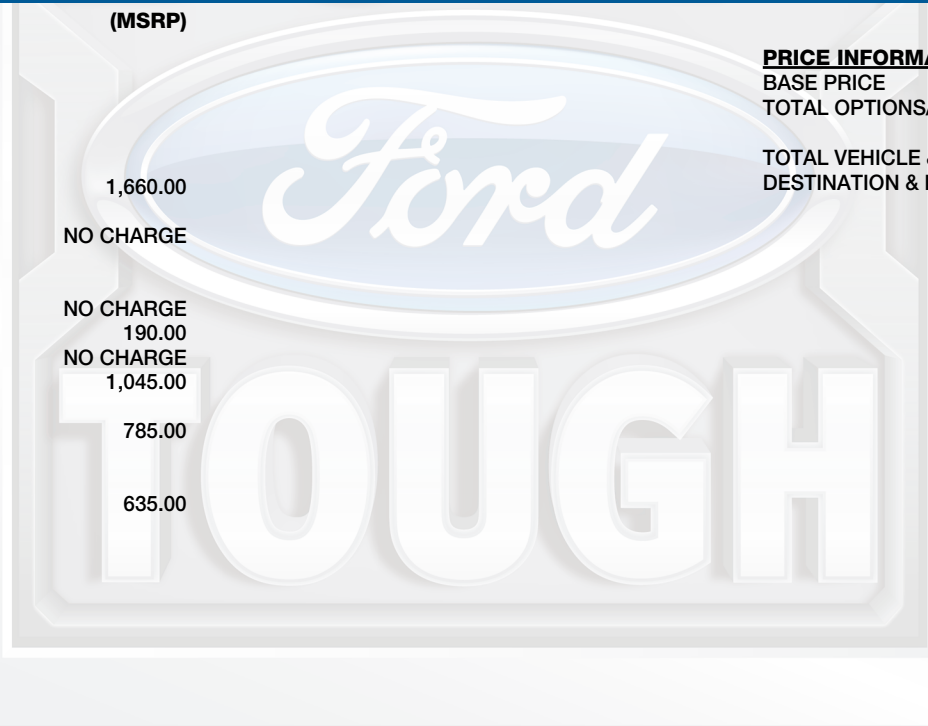 (MSRP)
1,660.00
NO CHARGE
NO CHARGE
190.00
NO CHARGE
1,045.00
785.00
635.00
PRICE INFORMA
BASE PRICE
TOTAL OPTIONS/
TOTAL VEHICLE &
DESTINATION &
Ford
TOUGH